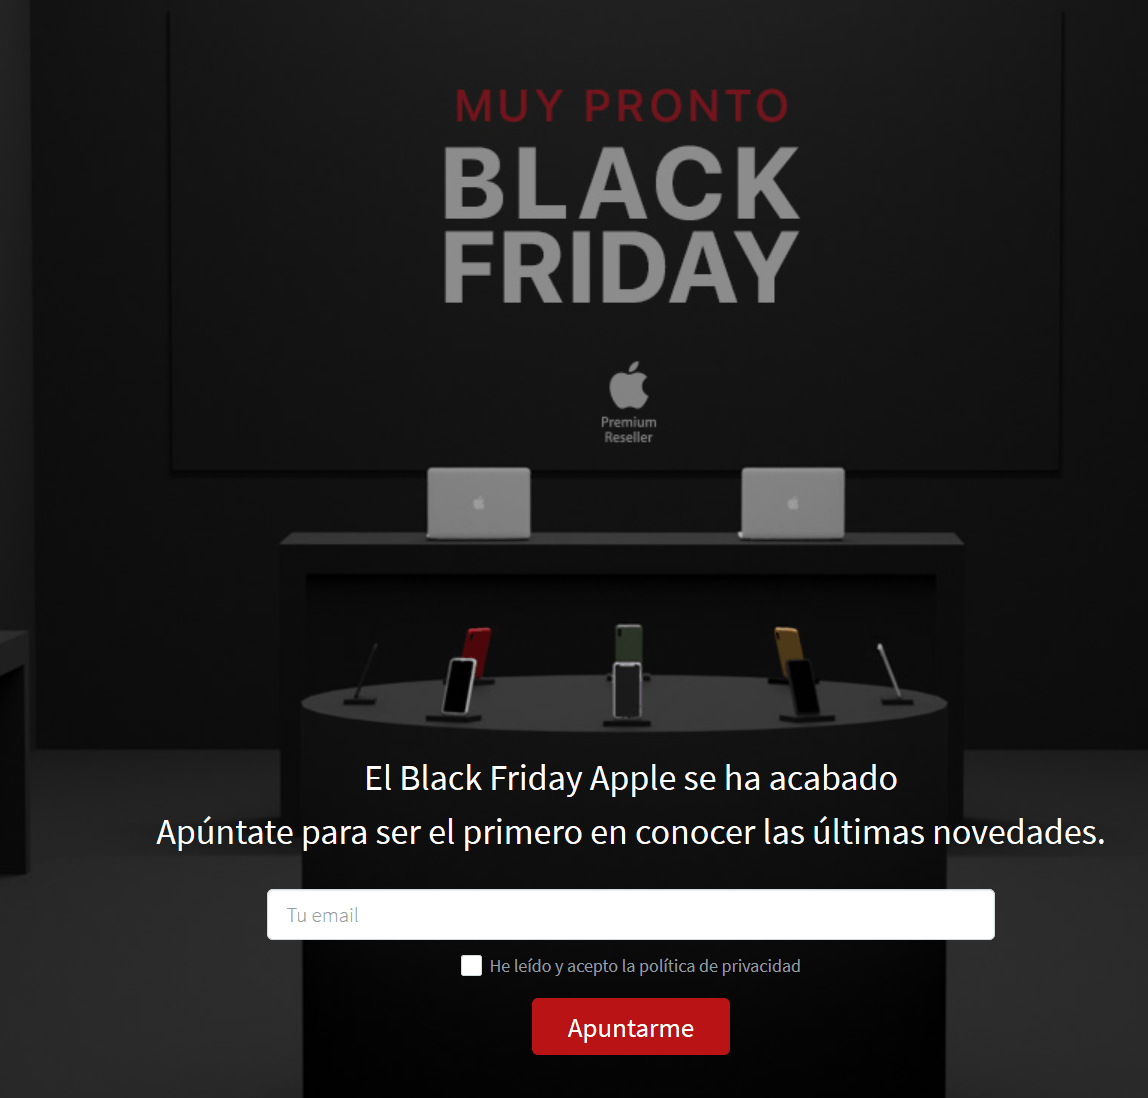 MUY PRONTO
BLACK
FRIDAY
Premium
Reseller
El Black Friday Apple se ha acabado
Apúntate para ser el primero en conocer las últimas novedades.
Tu email
He leído y acepto la política de privacidad
Apuntarme